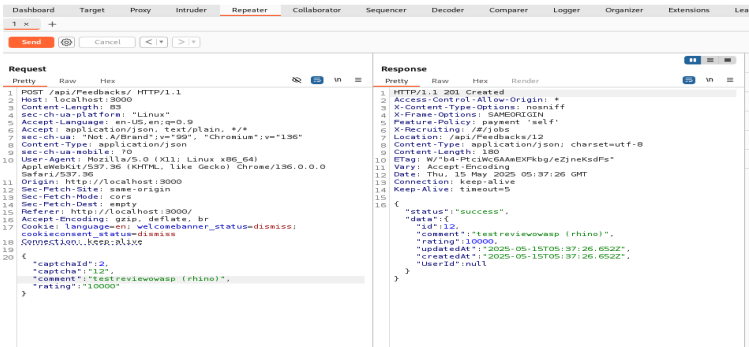 Dashboard Target Proxy Intruder Repeater Collaborator Sequencer Decoder Comparer Logger Organizer Extensions Lea
1 × +
Send Cancel < ▾ > ▾
Request
Pretty Raw Hex \n ≡
1 POST /api/Feedbacks/ HTTP/1.1
2 Host: localhost:3000
3 Content-Length: 83
4 sec-ch-ua-platform: "Linux"
5 Accept-Language: en-US,en;q=0.9
6 Accept: application/json, text/plain, */*
7 sec-ch-ua: "Not.A/Brand";v="99", "Chromium";v="136"
8 Content-Type: application/json
9 sec-ch-ua-mobile: ?0
10 User-Agent: Mozilla/5.0 (X11; Linux x86_64)
AppleWebKit/537.36 (KHTML, like Gecko) Chrome/136.0.0.0
Safari/537.36
11 Origin: http://localhost:3000
12 Sec-Fetch-Site: same-origin
13 Sec-Fetch-Mode: cors
14 Sec-Fetch-Dest: empty
15 Referer: http://localhost:3000/
16 Accept-Encoding: gzip, deflate, br
17 Cookie: language=en; welcomebanner_status=dismiss;
cookieconsent_status=dismiss
18 Connection: keep-alive
19
20 {
"captchaId":2,
"captcha":"12",
"comment":"testreviewowasp (rhino)",
"rating":"10000"
}
Response
Pretty Raw Hex Render \n ≡
1 HTTP/1.1 201 Created
2 Access-Control-Allow-Origin: *
3 X-Content-Type-Options: nosniff
4 X-Frame-Options: SAMEORIGIN
5 Feature-Policy: payment 'self'
6 X-Recruiting: /#/jobs
7 Location: /api/Feedbacks/12
8 Content-Type: application/json; charset=utf-8
9 Content-Length: 180
10 ETag: W/"b4-PtciWc6AAmEXFkbg/eZjneKsdFs"
11 Vary: Accept-Encoding
12 Date: Thu, 15 May 2025 05:37:26 GMT
13 Connection: keep-alive
14 Keep-Alive: timeout=5
15
16 {
"status":"success",
"data":{
"id":12,
"comment":"testreviewowasp (rhino)",
"rating":10000,
"updatedAt":"2025-05-15T05:37:26.652Z",
"createdAt":"2025-05-15T05:37:26.652Z",
"UserId":null
}
}